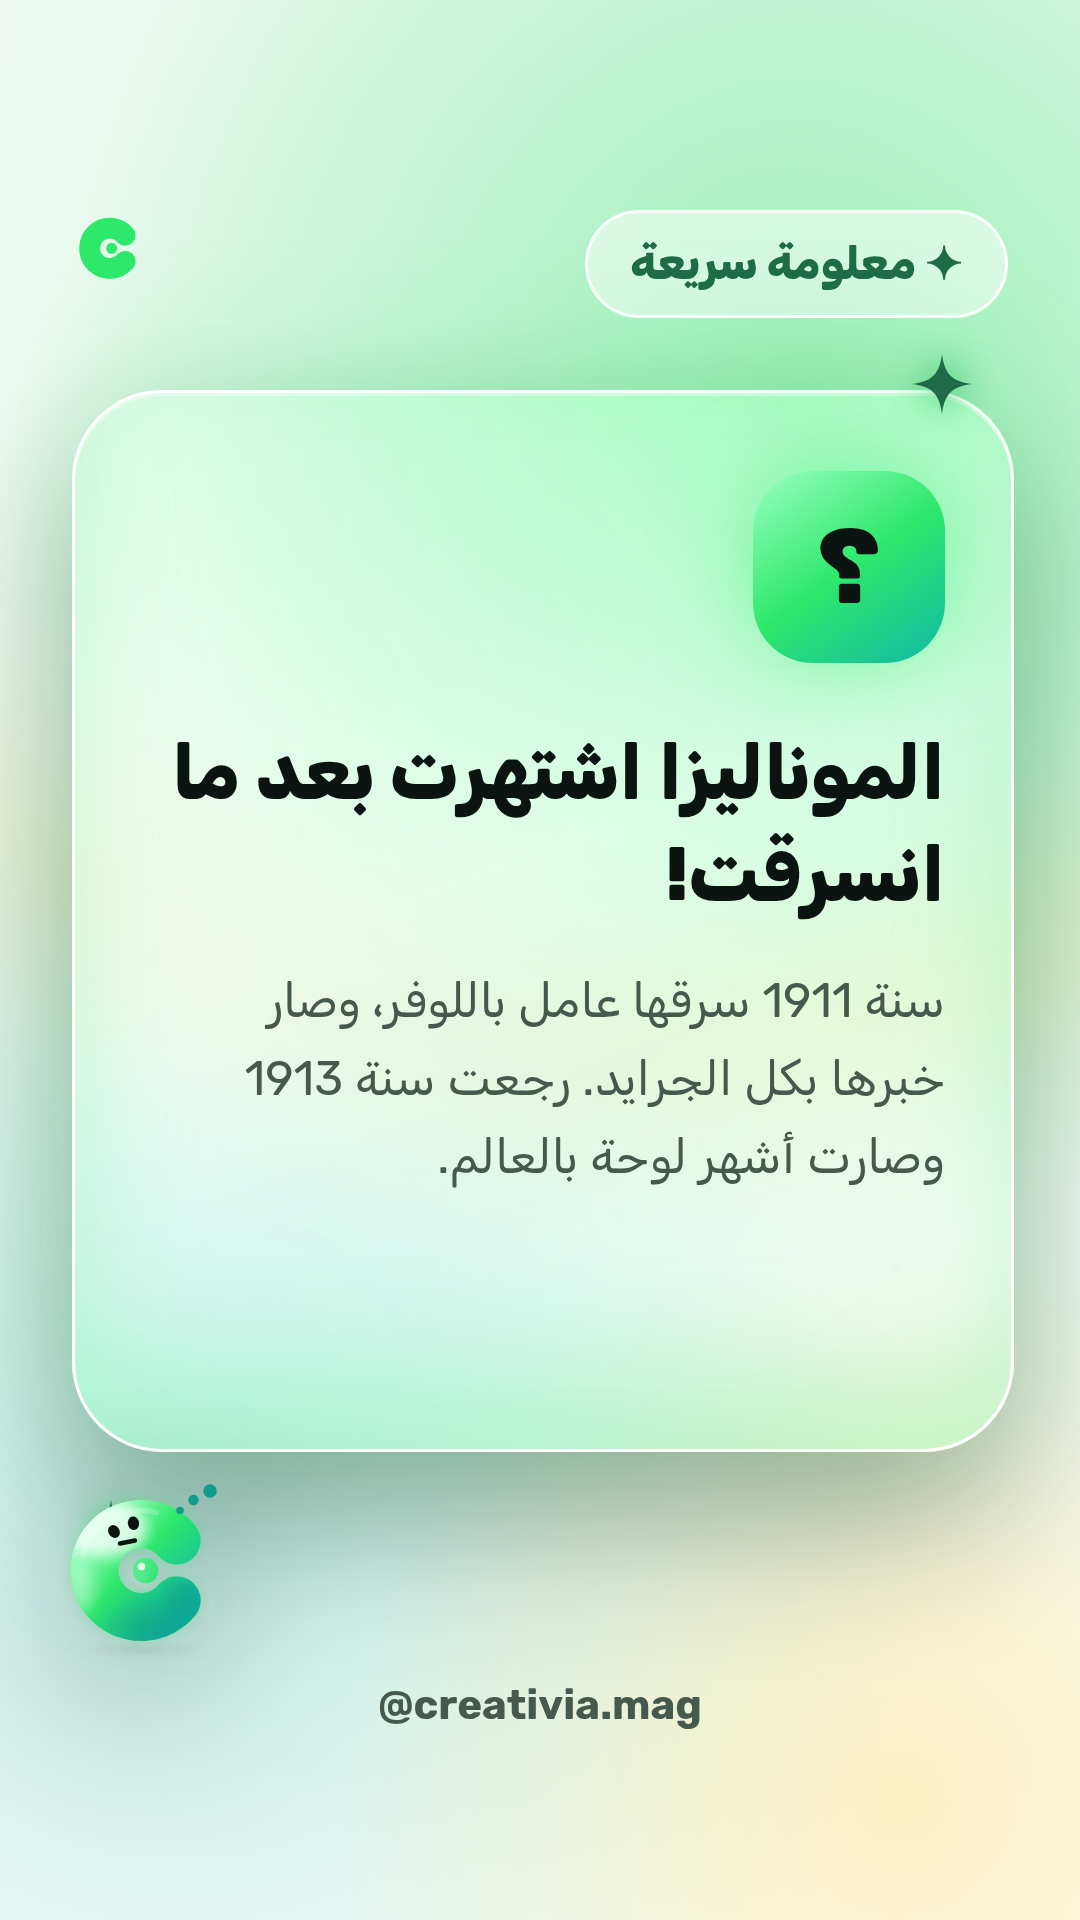 معلومة سريعة
؟
الموناليزا اشتهرت بعد ما
انسرقت!
سنة 1911 سرقها عامل باللوفر، وصار
خبرها بكل الجرايد. رجعت سنة 1913
وصارت أشهر لوحة بالعالم.
@creativia.mag